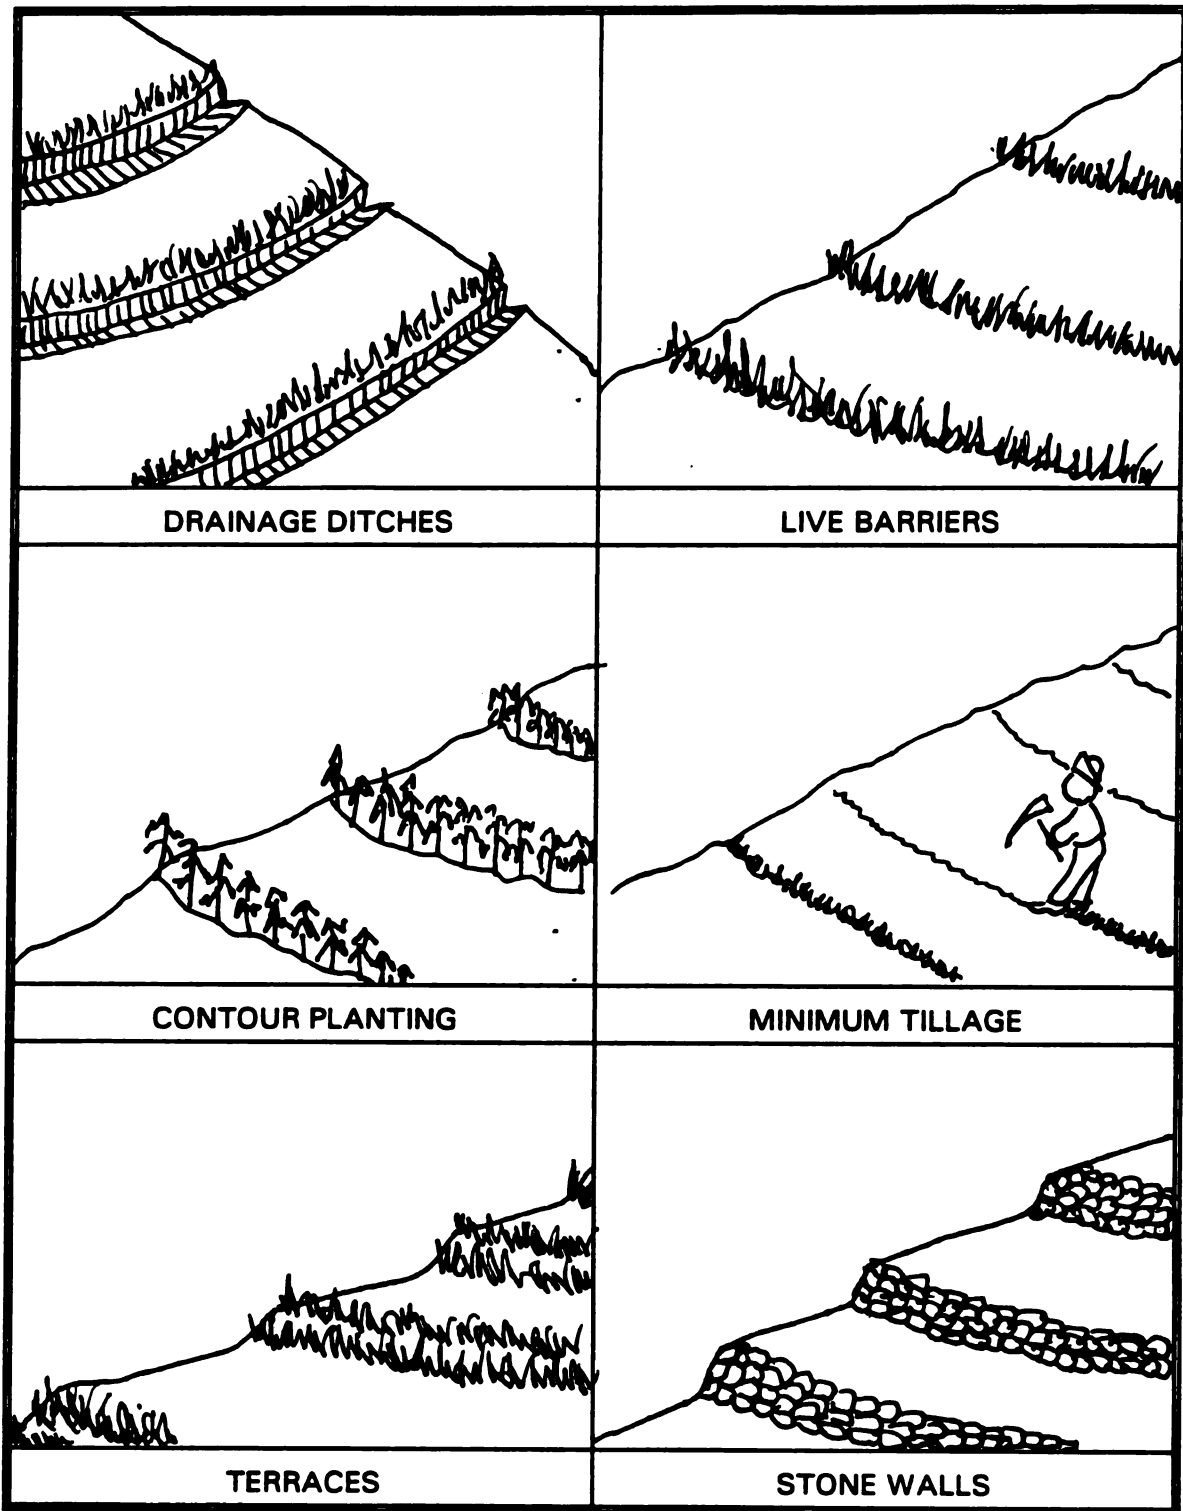 DRAINAGE DITCHES
LIVE BARRIERS
CONTOUR PLANTING
MINIMUM TILLAGE
TERRACES
STONE WALLS